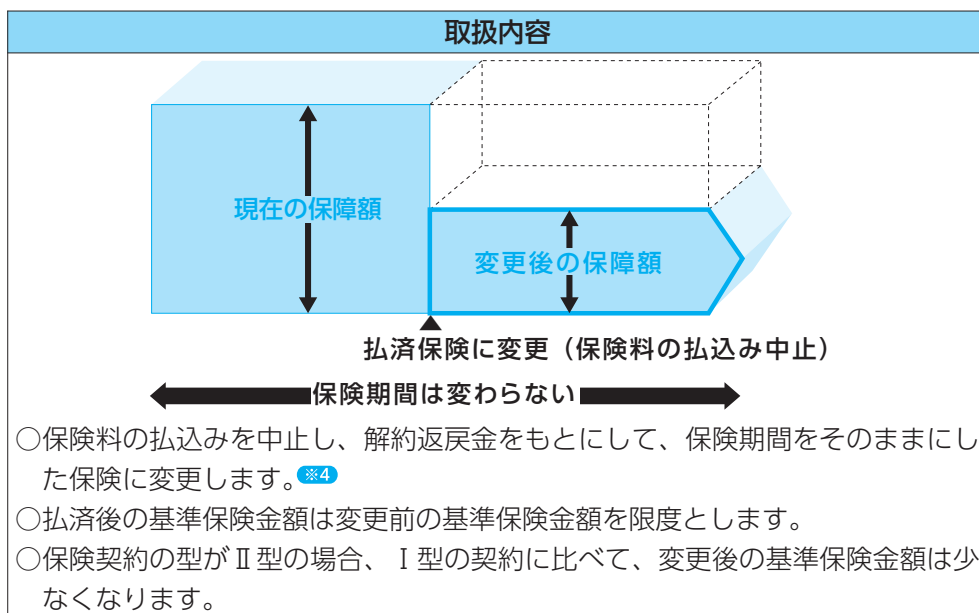 取扱内容
現在の保障額
変更後の保障額
払済保険に変更（保険料の払込み中止）
保険期間は変わらない
○保険料の払込みを中止し、解約返戻金をもとにして、保険期間をそのままにし
た保険に変更します。※4
○払済後の基準保険金額は変更前の基準保険金額を限度とします。
○保険契約の型がⅡ型の場合、Ⅰ型の契約に比べて、変更後の基準保険金額は少
なくなります。